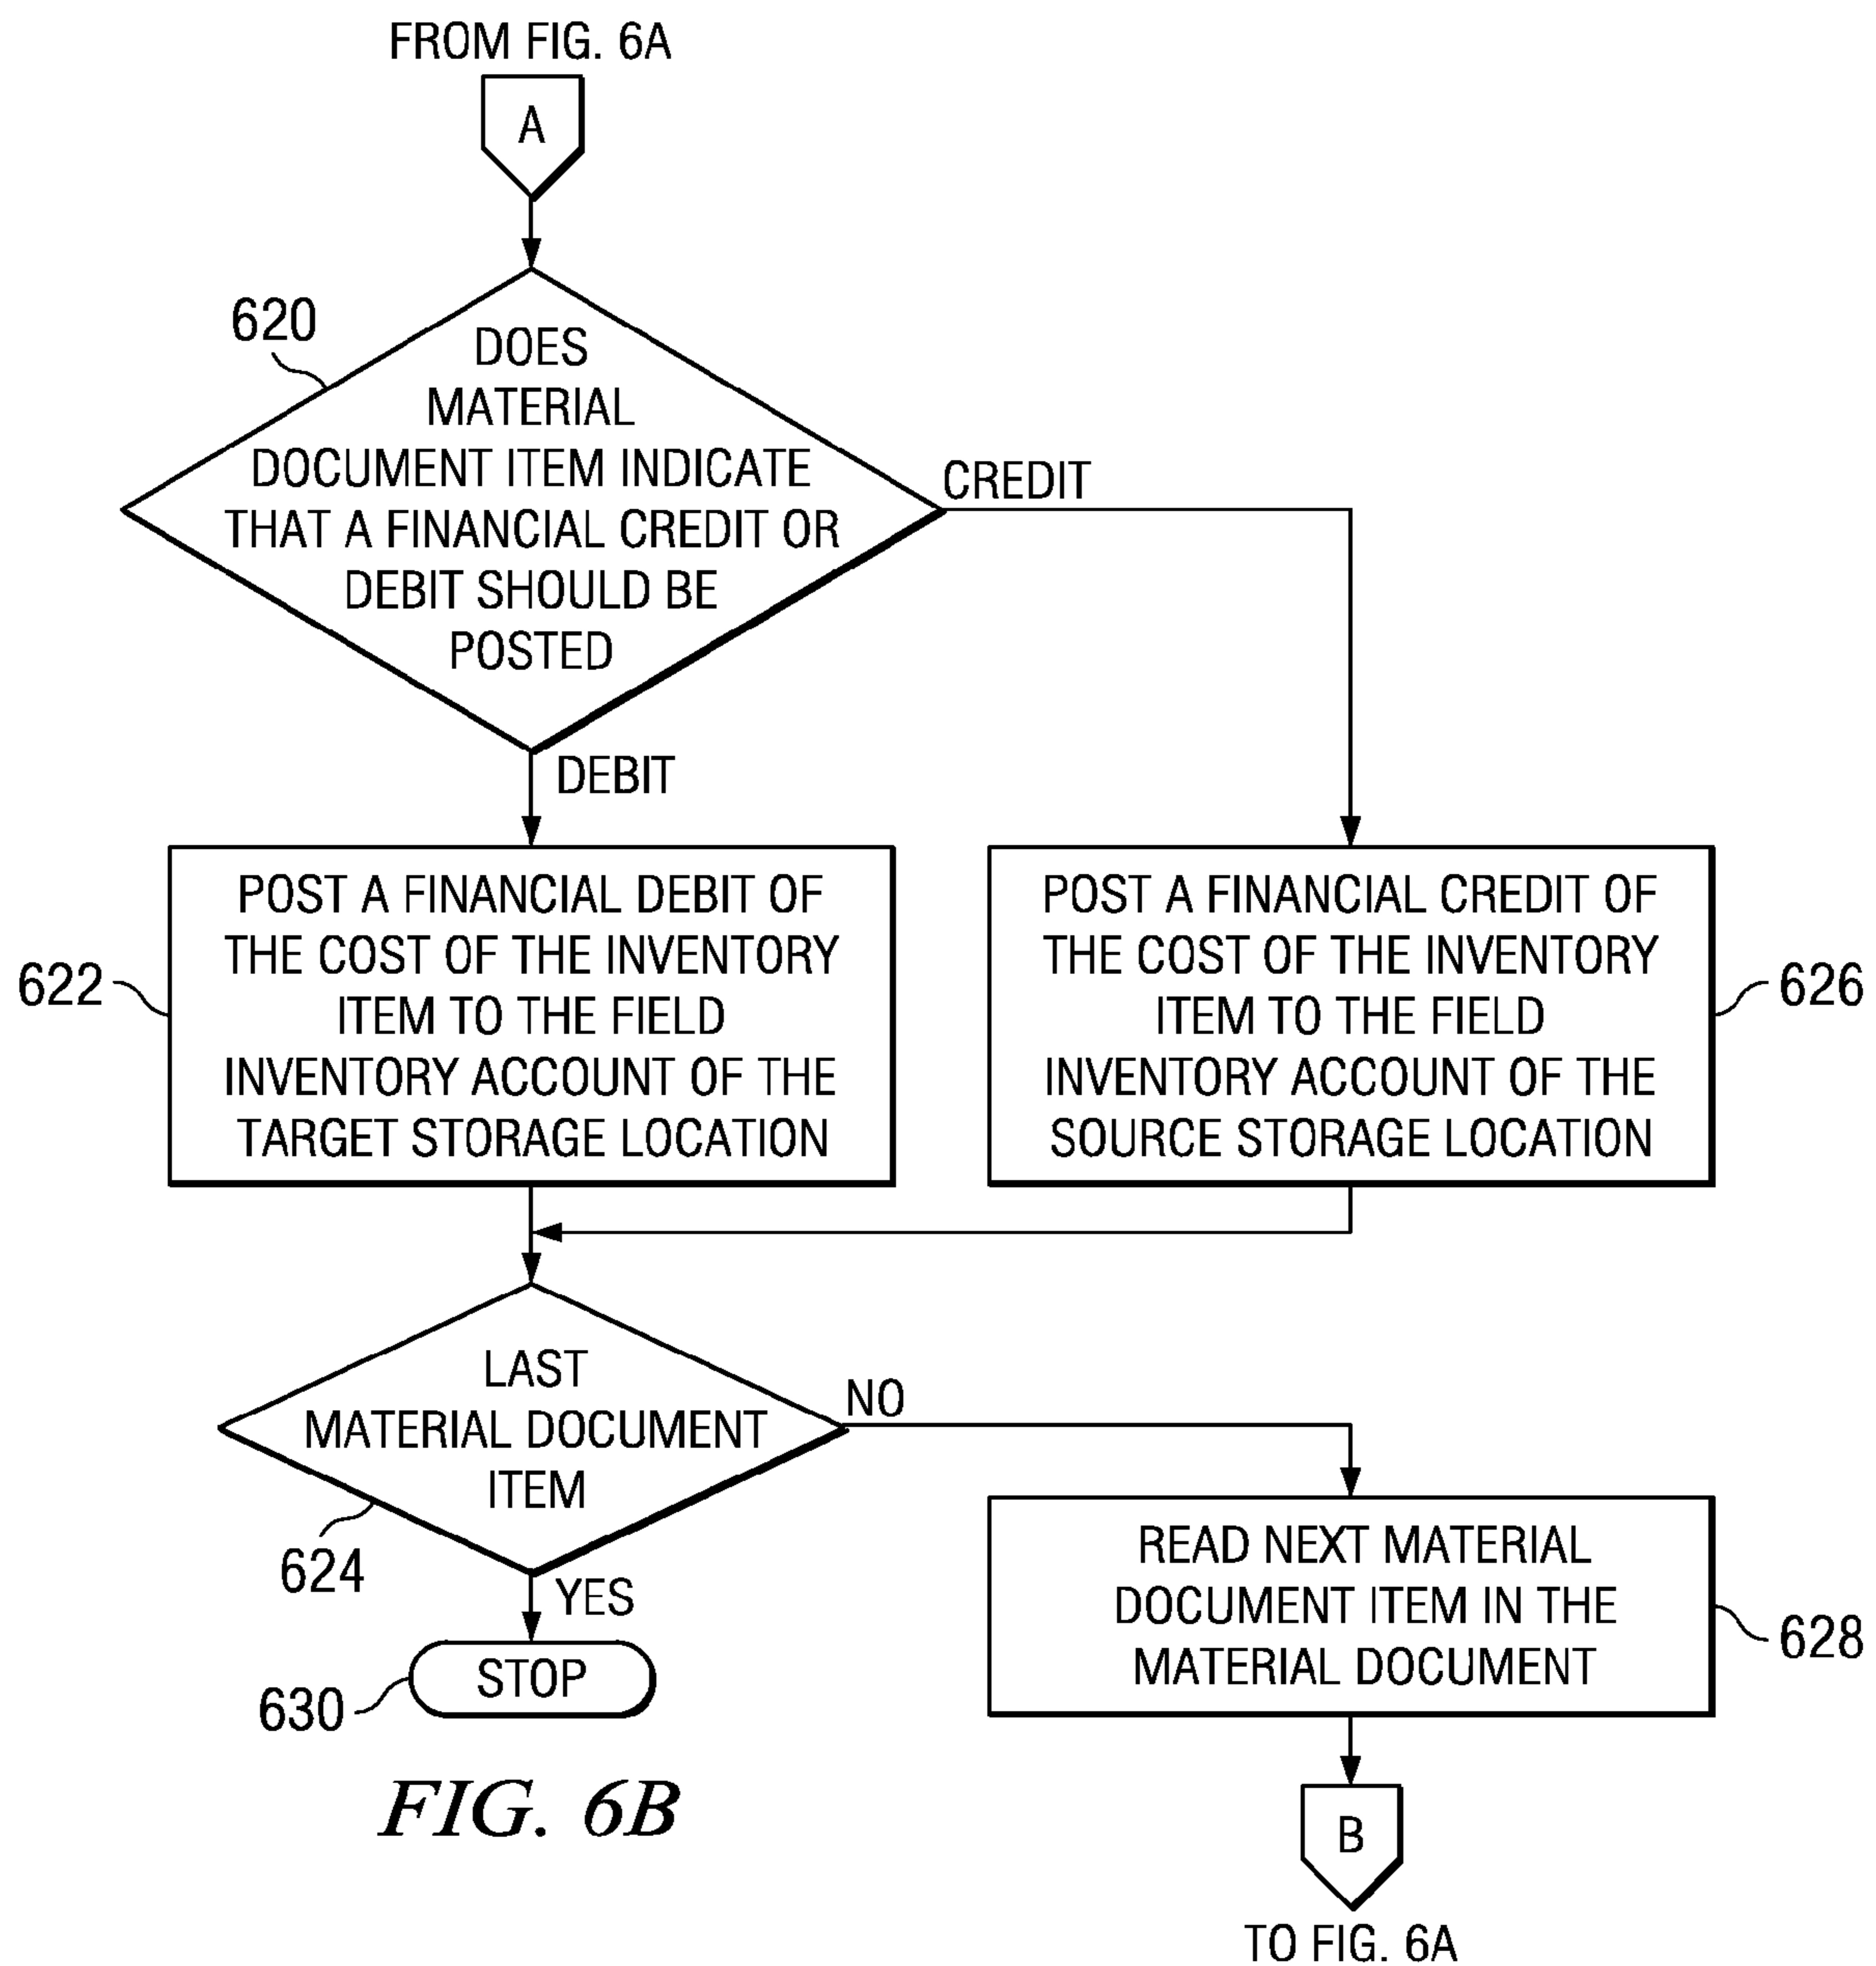 FROM FIG. 6A
A
620
DOES
MATERIAL
DOCUMENT ITEM INDICATE
THAT A FINANCIAL CREDIT OR
DEBIT SHOULD BE
POSTED
CREDIT
DEBIT
622
POST A FINANCIAL DEBIT OF
THE COST OF THE INVENTORY
ITEM TO THE FIELD
INVENTORY ACCOUNT OF THE
TARGET STORAGE LOCATION
POST A FINANCIAL CREDIT OF
THE COST OF THE INVENTORY
ITEM TO THE FIELD
INVENTORY ACCOUNT OF THE
SOURCE STORAGE LOCATION
626
LAST
MATERIAL DOCUMENT
ITEM
NO
624
YES
READ NEXT MATERIAL
DOCUMENT ITEM IN THE
MATERIAL DOCUMENT
628
STOP
630
FIG. 6B
B
TO FIG. 6A